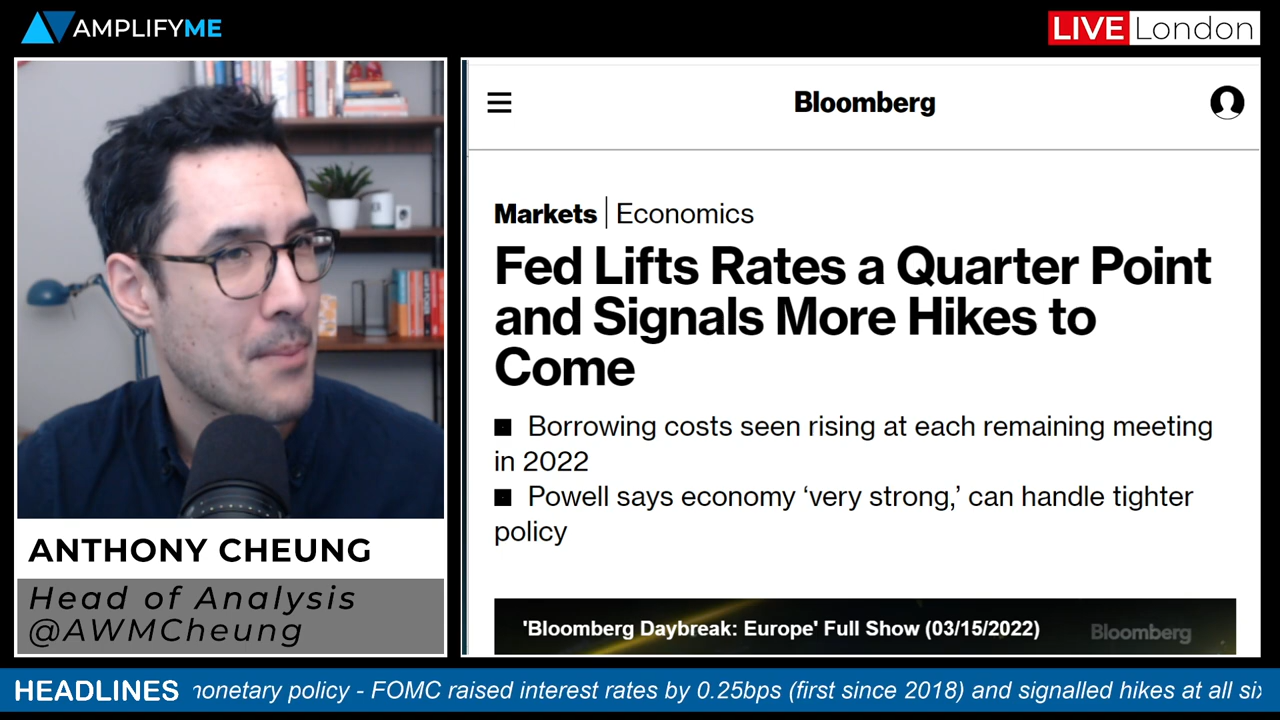 AMPLIFYME
LIVE London
Bloomberg
Markets | Economics
Fed Lifts Rates a Quarter Point
and Signals More Hikes to
Come
■ Borrowing costs seen rising at each remaining meeting
in 2022
■ Powell says economy ‘very strong,’ can handle tighter
policy
'Bloomberg Daybreak: Europe' Full Show (03/15/2022)
Bloomberg
ANTHONY CHEUNG
Head of Analysis
@AWMCheung
HEADLINES
policy - FOMC raised interest rates by 0.25bps (first since 2018) and signalled hikes at all